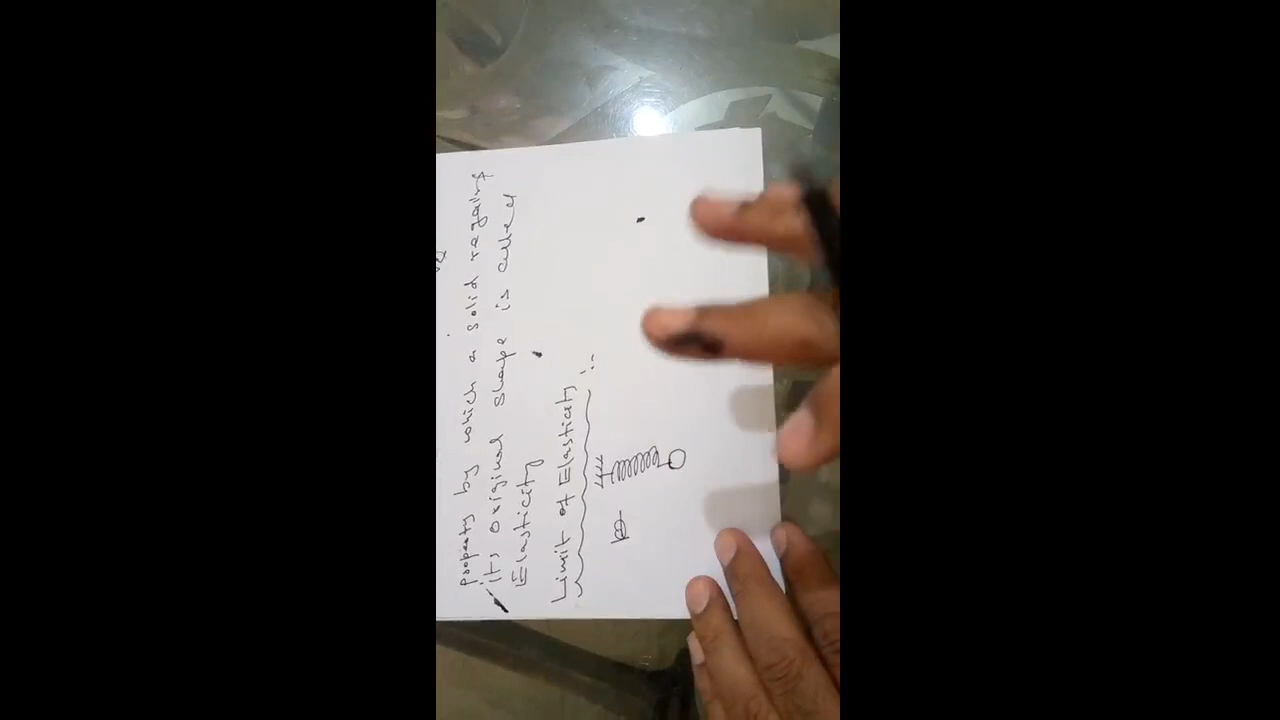 property by which a solid regains
its original shape is called
Elasticity
Limit of Elasticity :-